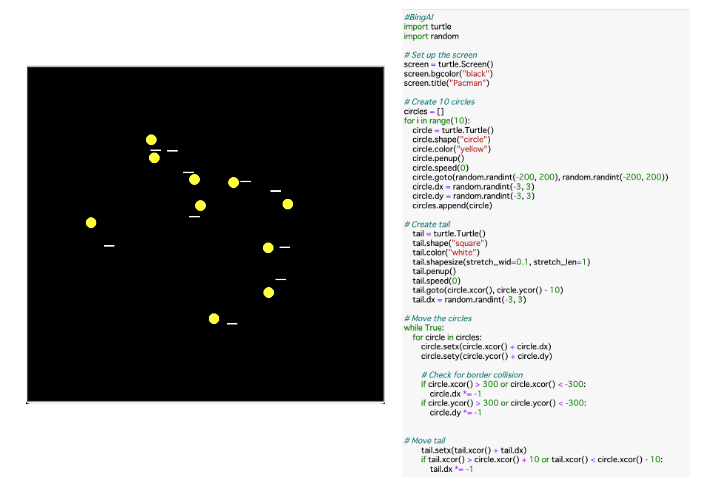 #BingAI
import turtle
import random
# Set up the screen
screen = turtle.Screen()
screen.bgcolor("black")
screen.title("Pacman")
# Create 10 circles
circles = []
for i in range(10):
circle = turtle.Turtle()
circle.shape("circle")
circle.color("yellow")
circle.penup()
circle.speed(0)
circle.goto(random.randint(-200, 200), random.randint(-200, 200))
circle.dx = random.randint(-3, 3)
circle.dy = random.randint(-3, 3)
circles.append(circle)
# Create tail
tail = turtle.Turtle()
tail.shape("square")
tail.color("white")
tail.shapesize(stretch_wid=0.1, stretch_len=1)
tail.penup()
tail.speed(0)
tail.goto(circle.xcor(), circle.ycor() - 10)
tail.dx = random.randint(-3, 3)
# Move the circles
while True:
for circle in circles:
circle.setx(circle.xcor() + circle.dx)
circle.sety(circle.ycor() + circle.dy)
# Check for border collision
if circle.xcor() > 300 or circle.xcor() < -300:
circle.dx *= -1
if circle.ycor() > 300 or circle.ycor() < -300:
circle.dy *= -1
# Move tail
tail.setx(tail.xcor() + tail.dx)
if tail.xcor() > circle.xcor() + 10 or tail.xcor() < circle.xcor() - 10:
tail.dx *= -1